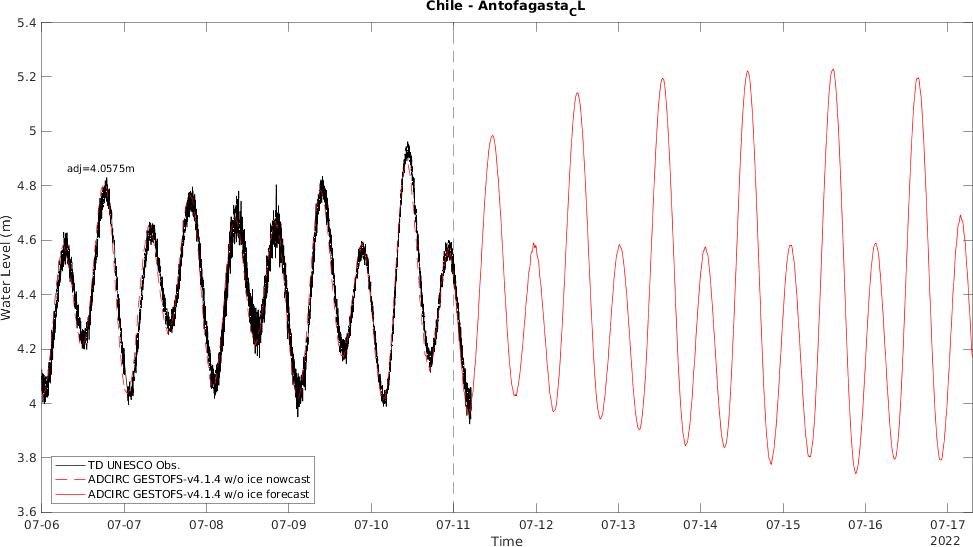 Chile - Antofagasta_CL
5.4
5.2
5
4.8
4.6
4.4
4.2
4
3.8
3.6
Water Level (m)
adj=4.0575m
TD UNESCO Obs.
ADCIRC GESTOFS-v4.1.4 w/o ice nowcast
ADCIRC GESTOFS-v4.1.4 w/o ice forecast
07-06 07-07 07-08 07-09 07-10 07-11 07-12 07-13 07-14 07-15 07-16 07-17
Time
2022